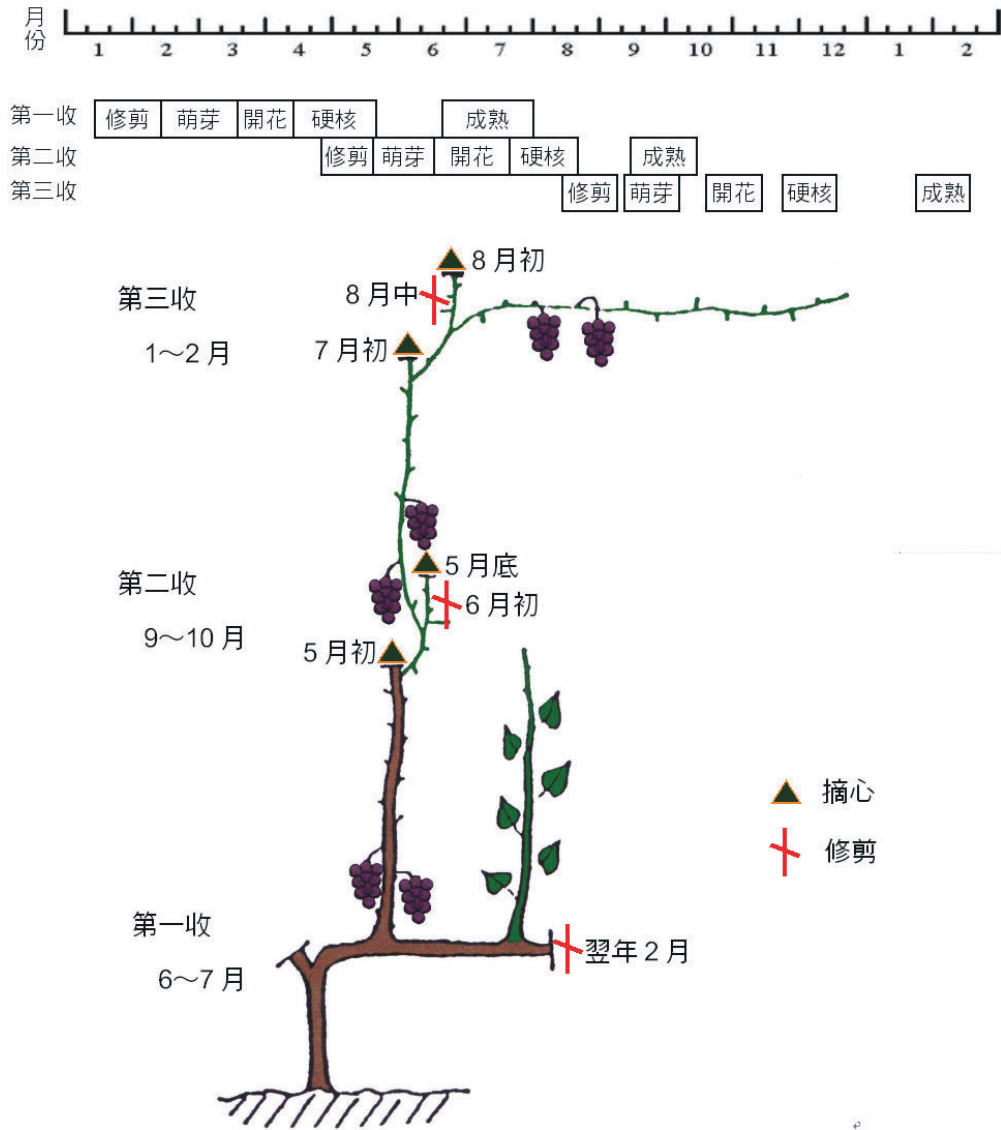 月份
1 2 3 4 5 6 7 8 9 10 11 12 1 2
第一收 修剪 萌芽 開花 硬核 成熟
第二收 修剪 萌芽 開花 硬核 成熟
第三收 修剪 萌芽 開花 硬核 成熟
8月初
8月中
第三收
1～2月
7月初
5月底
第二收
6月初
9～10月
5月初
摘心
修剪
第一收
翌年2月
6～7月